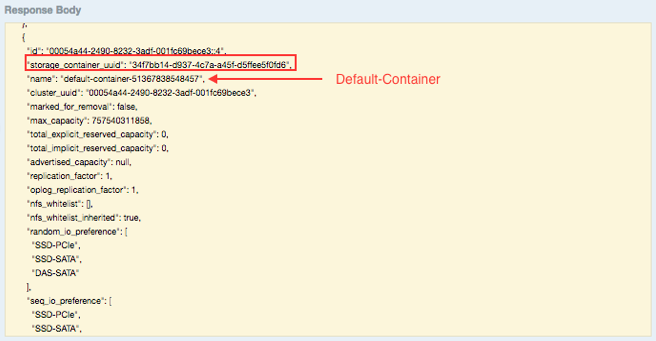 Response Body
},
{
"id": "00054a44-2490-8232-3adf-001fc69bece3::4",
"storage_container_uuid": "34f7bb14-d937-4c7a-a45f-d5ffee5f0fd6",
"name": "default-container-51367838548457",
Default-Container
"cluster_uuid": "00054a44-2490-8232-3adf-001fc69bece3",
"marked_for_removal": false,
"max_capacity": 757540311858,
"total_explicit_reserved_capacity": 0,
"total_implicit_reserved_capacity": 0,
"advertised_capacity": null,
"replication_factor": 1,
"oplog_replication_factor": 1,
"nfs_whitelist": [],
"nfs_whitelist_inherited": true,
"random_io_preference": [
"SSD-PCIe",
"SSD-SATA",
"DAS-SATA"
],
"seq_io_preference": [
"SSD-PCIe",
"SSD-SATA",